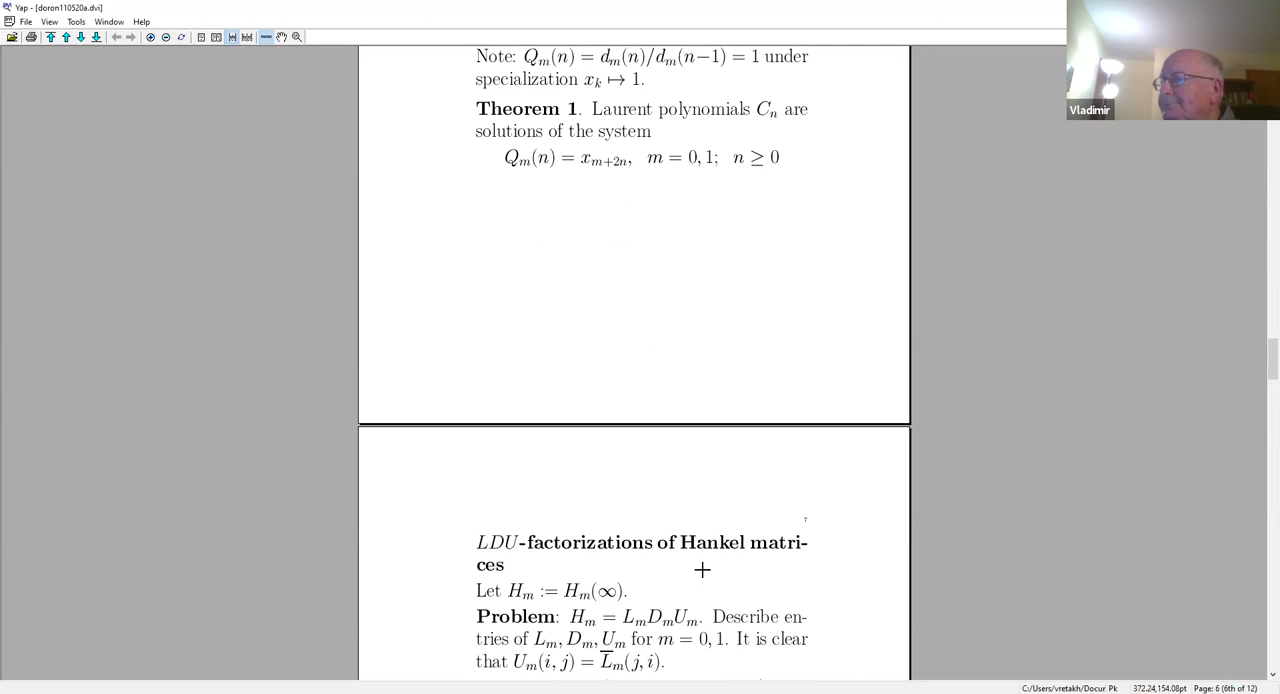 Yap - [doron110520a.dvi]
File View Tools Window Help
Note: Q_m(n) = d_m(n)/d_m(n−1) = 1 under
specialization x_k ↦ 1.
Theorem 1. Laurent polynomials C_n are
solutions of the system
Q_m(n) = x_{m+2n}, m = 0, 1; n ≥ 0
7
LDU-factorizations of Hankel matri-
ces
Let H_m := H_m(∞).
Problem: H_m = L_m D_m U_m. Describe en-
tries of L_m, D_m, U_m for m = 0, 1. It is clear
that U_m(i, j) = \overline{L}_m(j, i).
Vladimir
C:/Users/vretakh/Docur Pk 372.24,154.08pt Page: 6 (6th of 12)